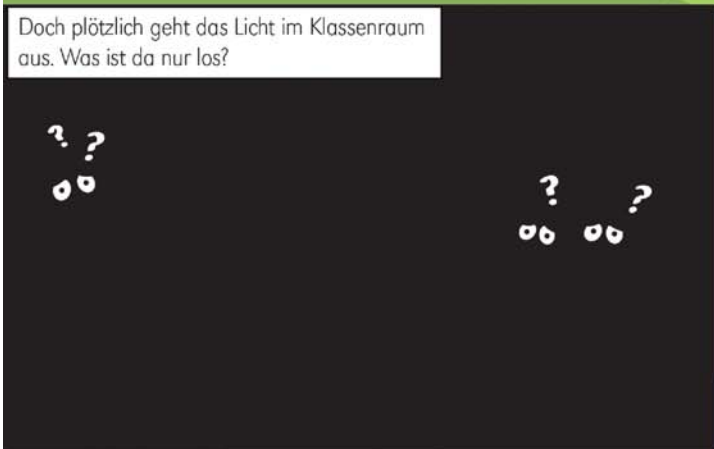 Doch plötzlich geht das Licht im Klassenraum
aus. Was ist da nur los?
? ?
? ?